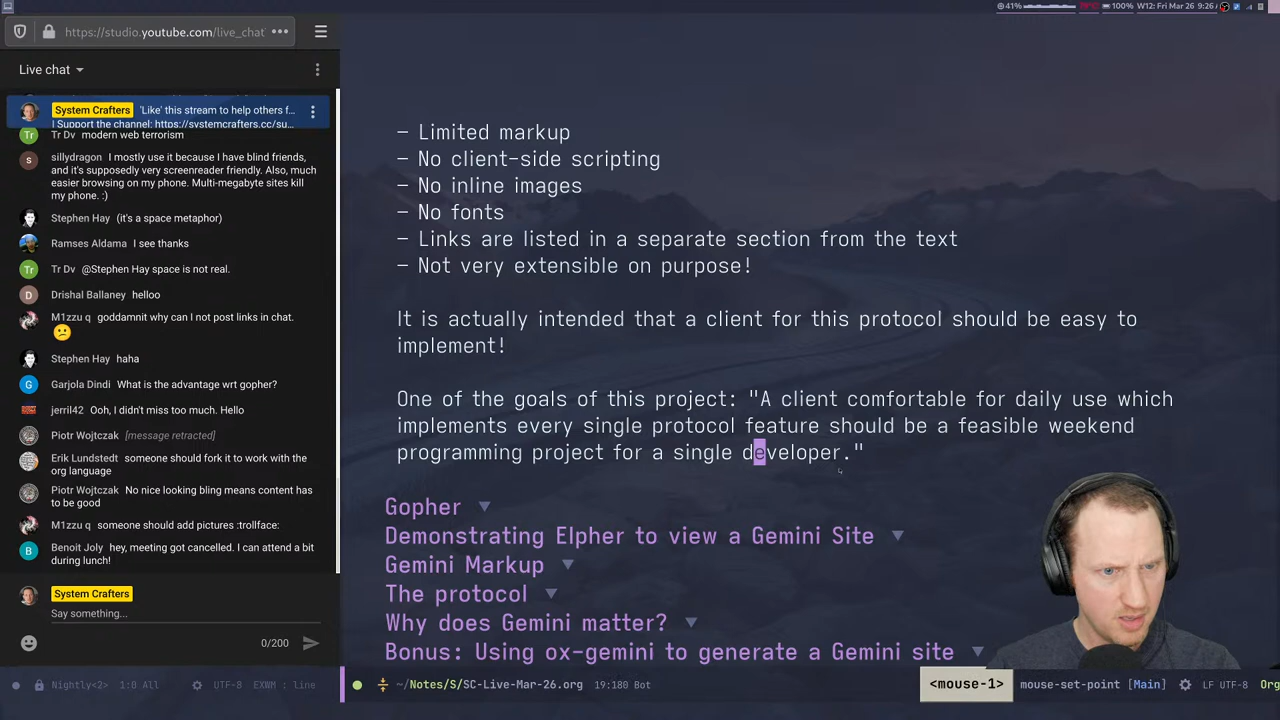 41%
100%
W12: Fri Mar 26
9:26
https://studio.youtube.com/live_chat
Live chat
System Crafters 'Like' this stream to help others f...
| Support the channel: https://systemcrafters.cc/su...
Tr Dv modern web terrorism
sillydragon I mostly use it because I have blind friends,
and it's supposedly very screenreader friendly. Also, much
easier browsing on my phone. Multi-megabyte sites kill
my phone. :)
Stephen Hay (it's a space metaphor)
Ramses Aldama I see thanks
Tr Dv @Stephen Hay space is not real.
Drishal Ballaney helloo
M1zzu q goddamnit why can I not post links in chat.
Stephen Hay haha
Garjola Dindi What is the advantage wrt gopher?
jerril42 Ooh, I didn't miss too much. Hello
Piotr Wojtczak [message retracted]
Erik Lundstedt someone should fork it to work with the
org language
Piotr Wojtczak No nice looking bling means content has
to be good
M1zzu q someone should add pictures :trollface:
Benoit Joly hey, meeting got cancelled. I can attend a bit
during lunch!
System Crafters
Say something...
0/200
Nightly<2> 1:0 All
UTF-8 EXWM : line
- Limited markup
- No client-side scripting
- No inline images
- No fonts
- Links are listed in a separate section from the text
- Not very extensible on purpose!
It is actually intended that a client for this protocol should be easy to
implement!
One of the goals of this project: "A client comfortable for daily use which
implements every single protocol feature should be a feasible weekend
programming project for a single developer."
Gopher
Demonstrating Elpher to view a Gemini Site
Gemini Markup
The protocol
Why does Gemini matter?
Bonus: Using ox-gemini to generate a Gemini site
~/Notes/S/SC-Live-Mar-26.org 19:180 Bot
<mouse-1> mouse-set-point [Main]
LF UTF-8 Org